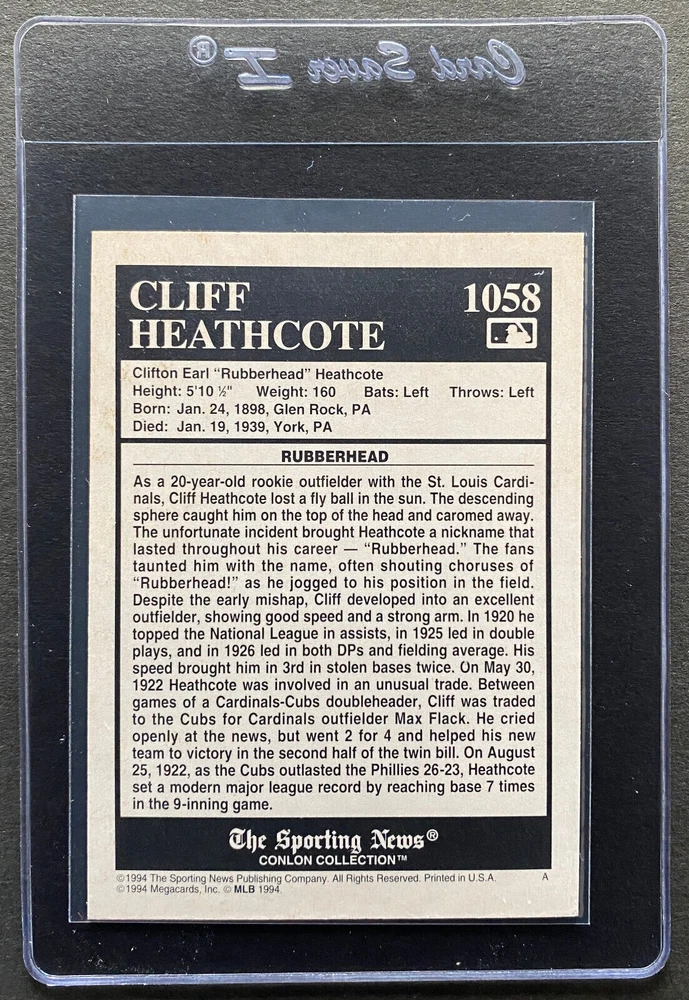 Card Saver I®
CLIFF 1058
HEATHCOTE
Clifton Earl “Rubberhead” Heathcote
Height: 5'10 ½" Weight: 160 Bats: Left Throws: Left
Born: Jan. 24, 1898, Glen Rock, PA
Died: Jan. 19, 1939, York, PA
RUBBERHEAD
As a 20-year-old rookie outfielder with the St. Louis Cardi-
nals, Cliff Heathcote lost a fly ball in the sun. The descending
sphere caught him on the top of the head and caromed away.
The unfortunate incident brought Heathcote a nickname that
lasted throughout his career — “Rubberhead.” The fans
taunted him with the name, often shouting choruses of
“Rubberhead!” as he jogged to his position in the field.
Despite the early mishap, Cliff developed into an excellent
outfielder, showing good speed and a strong arm. In 1920 he
topped the National League in assists, in 1925 led in double
plays, and in 1926 led in both DPs and fielding average. His
speed brought him in 3rd in stolen bases twice. On May 30,
1922 Heathcote was involved in an unusual trade. Between
games of a Cardinals-Cubs doubleheader, Cliff was traded
to the Cubs for Cardinals outfielder Max Flack. He cried
openly at the news, but went 2 for 4 and helped his new
team to victory in the second half of the twin bill. On August
25, 1922, as the Cubs outlasted the Phillies 26-23, Heathcote
set a modern major league record by reaching base 7 times
in the 9-inning game.
The Sporting News®
CONLON COLLECTION™
©1994 The Sporting News Publishing Company. All Rights Reserved. Printed in U.S.A. A
©1994 Megacards, Inc. © MLB 1994.